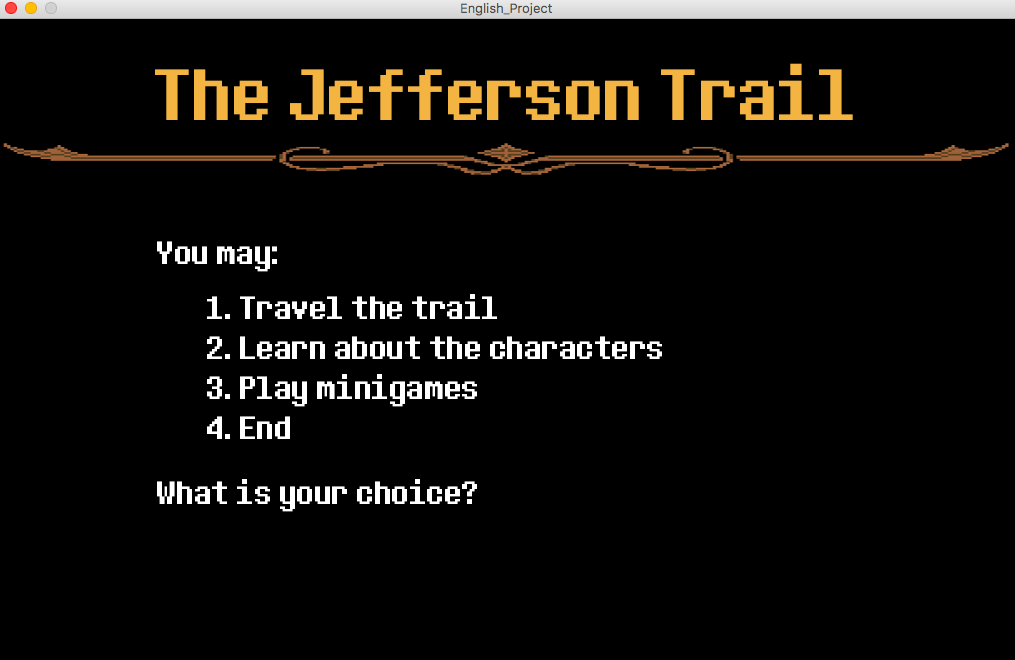 English_Project
The Jefferson Trail
You may:
1. Travel the trail
2. Learn about the characters
3. Play minigames
4. End
What is your choice?